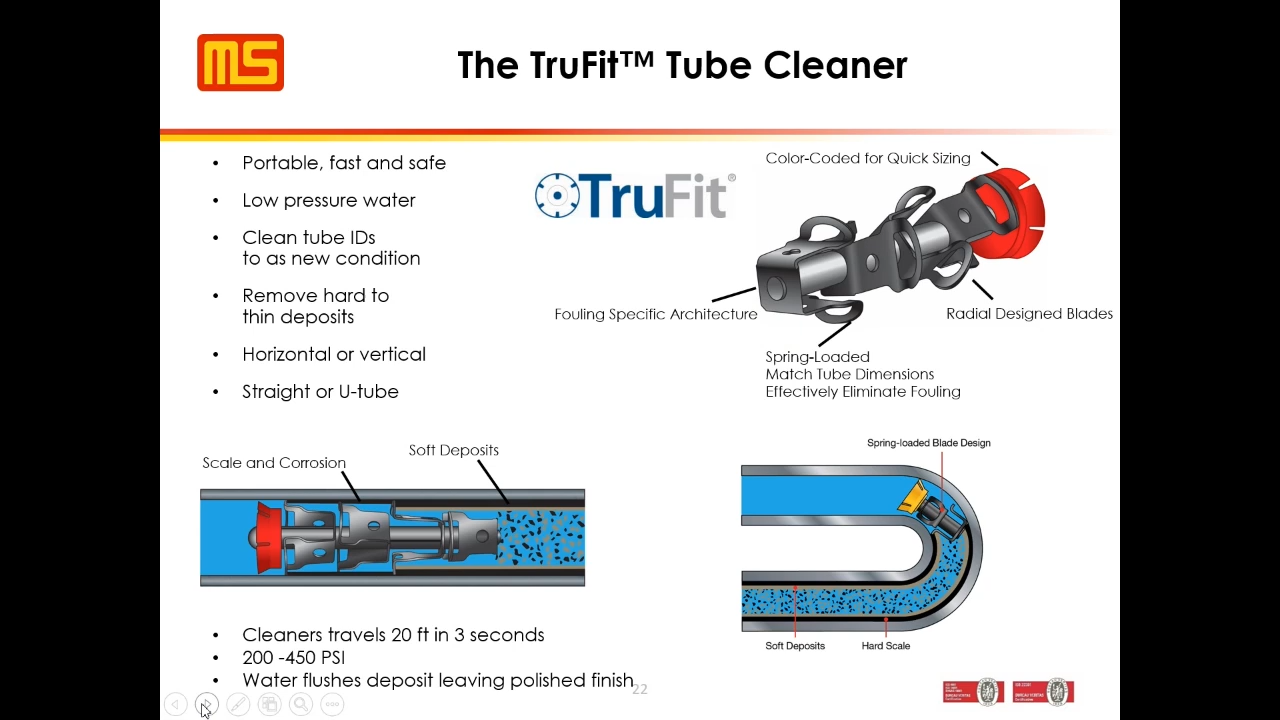 MS
The TruFit™ Tube Cleaner
• Portable, fast and safe
• Low pressure water
• Clean tube IDs
to as new condition
• Remove hard to
thin deposits
• Horizontal or vertical
• Straight or U-tube
TruFit®
Color-Coded for Quick Sizing
Fouling Specific Architecture
Radial Designed Blades
Spring-Loaded
Match Tube Dimensions
Effectively Eliminate Fouling
Soft Deposits
Scale and Corrosion
Spring-loaded Blade Design
Soft Deposits
Hard Scale
• Cleaners travels 20 ft in 3 seconds
• 200 -450 PSI
• Water flushes deposit leaving polished finish
22